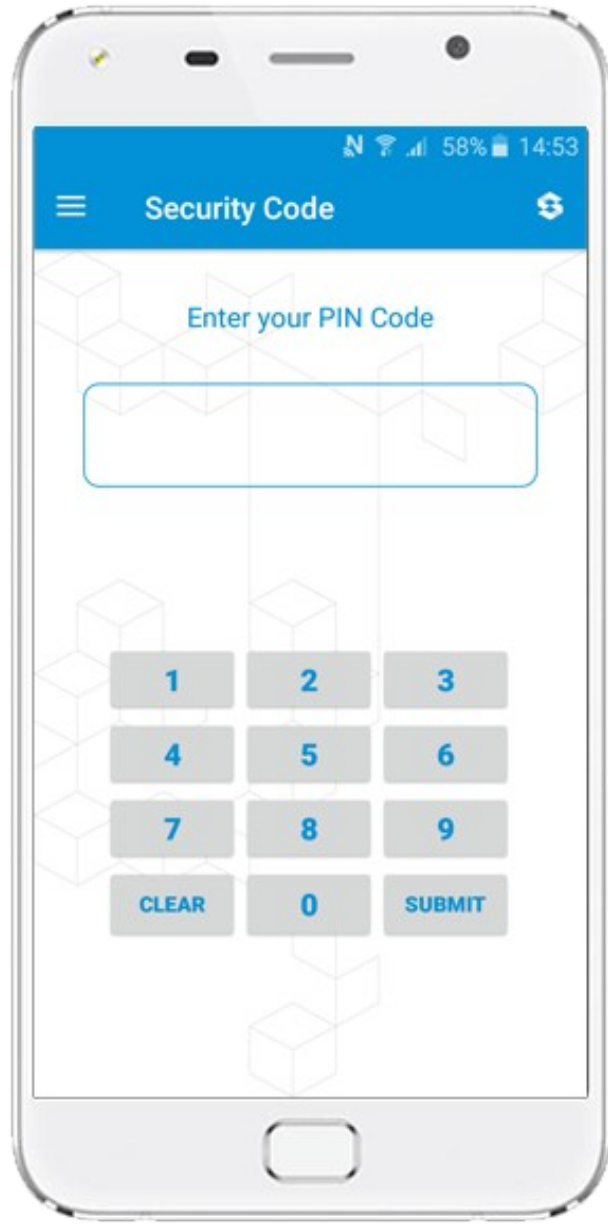 58% 14:53
Security Code
Enter your PIN Code
1 2 3
4 5 6
7 8 9
CLEAR 0 SUBMIT